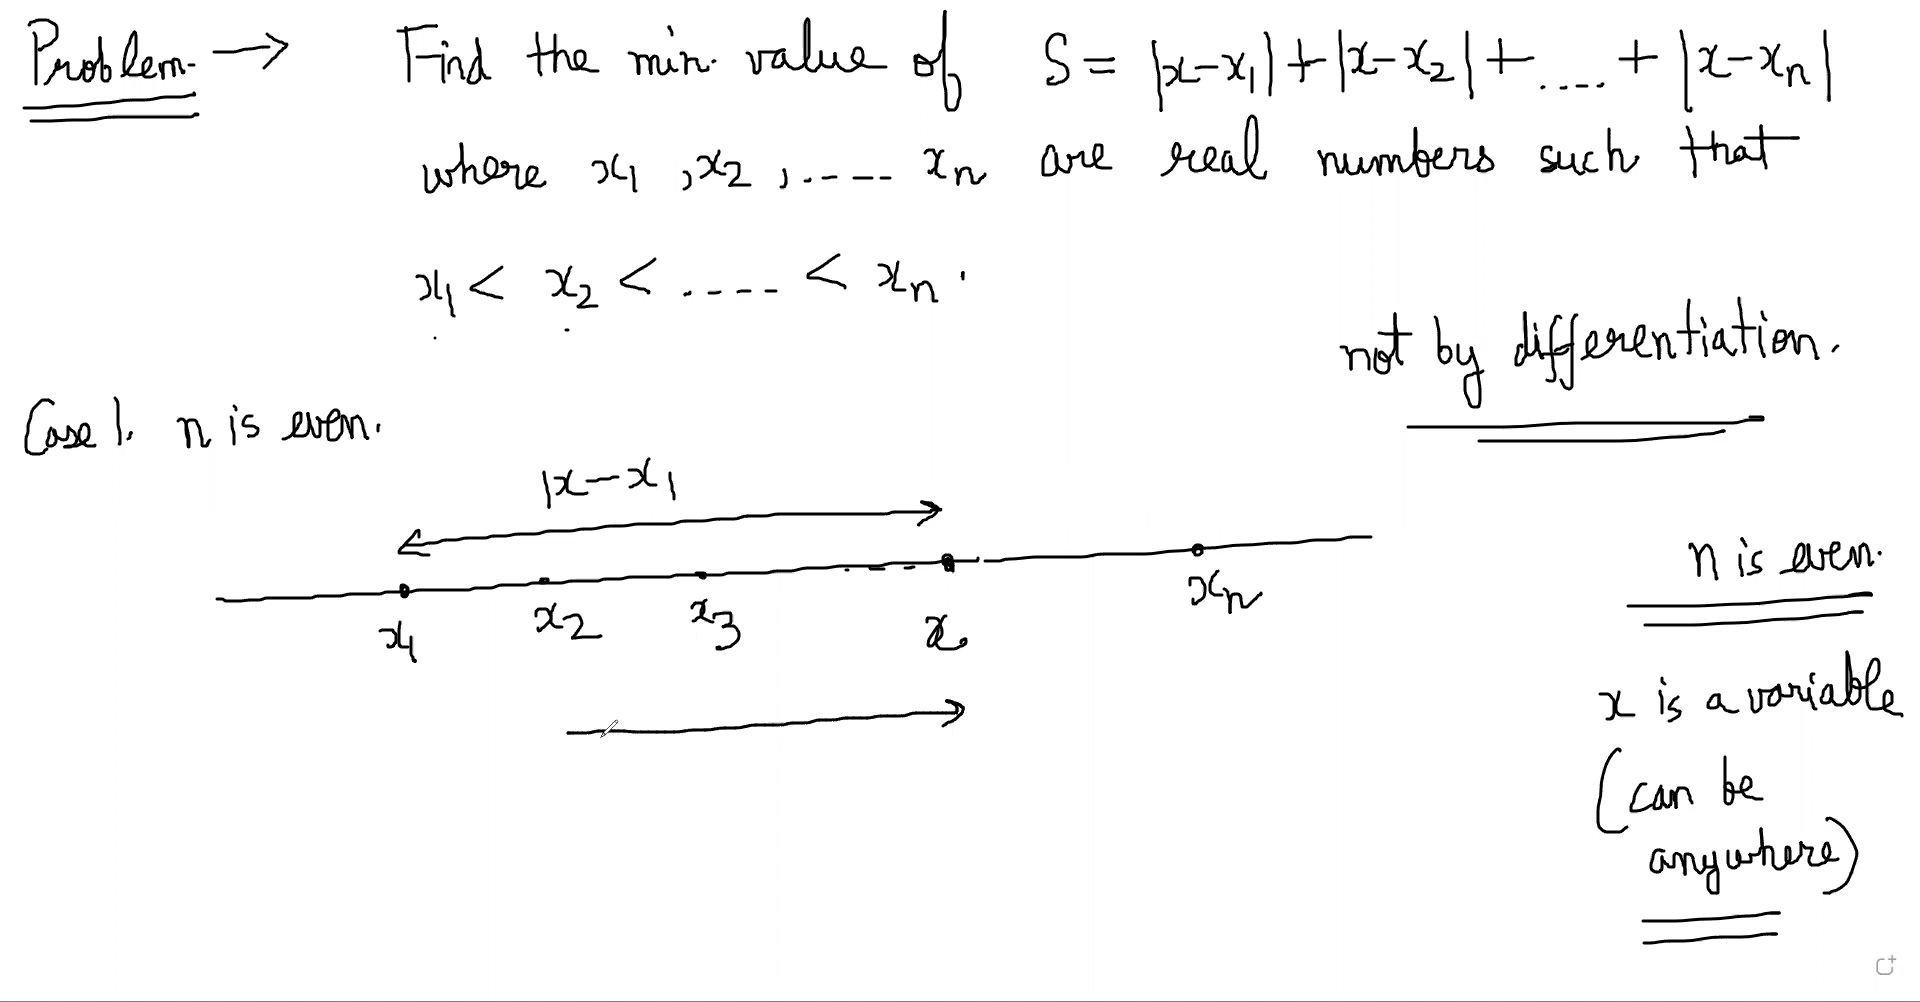 Problem. → Find the min. value of S = |x-x₁| + |x-x₂| + .... + |x-xₙ|
where x₁, x₂, ..... xₙ are real numbers such that
x₁ < x₂ < ..... < xₙ.
not by differentiation.
Case 1. n is even.
|x-x₁|
x₁ x₂ x₃ x xₙ
n is even.
x is a variable
(can be
anywhere)